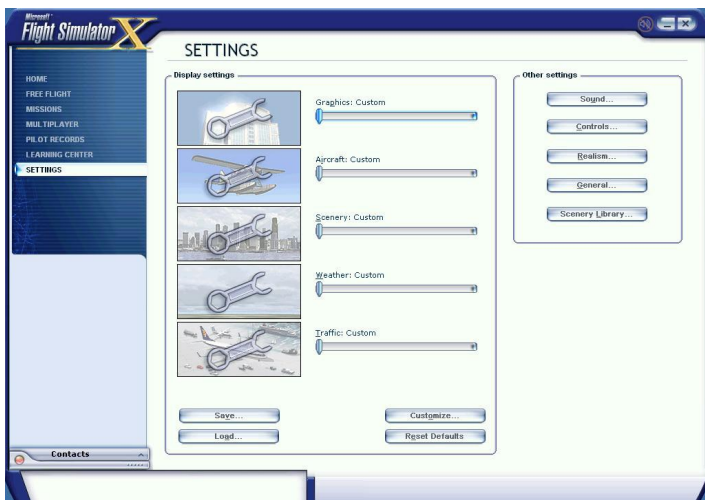 Microsoft
Flight Simulator X
SETTINGS
HOME
FREE FLIGHT
MISSIONS
MULTIPLAYER
PILOT RECORDS
LEARNING CENTER
SETTINGS
Display settings
Graphics: Custom
Aircraft: Custom
Scenery: Custom
Weather: Custom
Traffic: Custom
Save...
Customize...
Load...
Reset Defaults
Other settings
Sound...
Controls...
Realism...
General...
Scenery Library...
Contacts